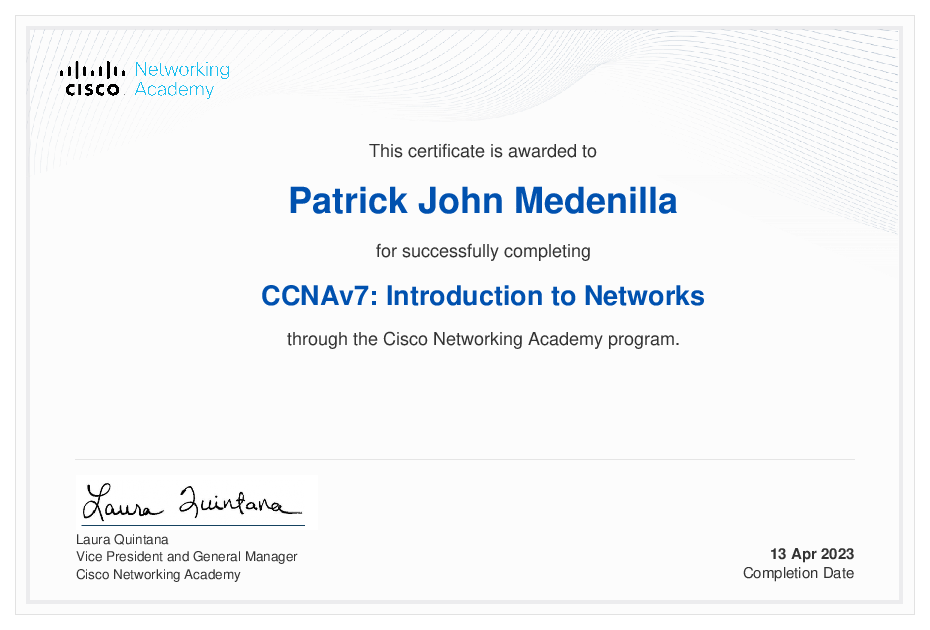 cisco Networking
Academy
This certificate is awarded to
Patrick John Medenilla
for successfully completing
CCNAv7: Introduction to Networks
through the Cisco Networking Academy program.
Laura Quintana
Laura Quintana
Vice President and General Manager
Cisco Networking Academy
13 Apr 2023
Completion Date